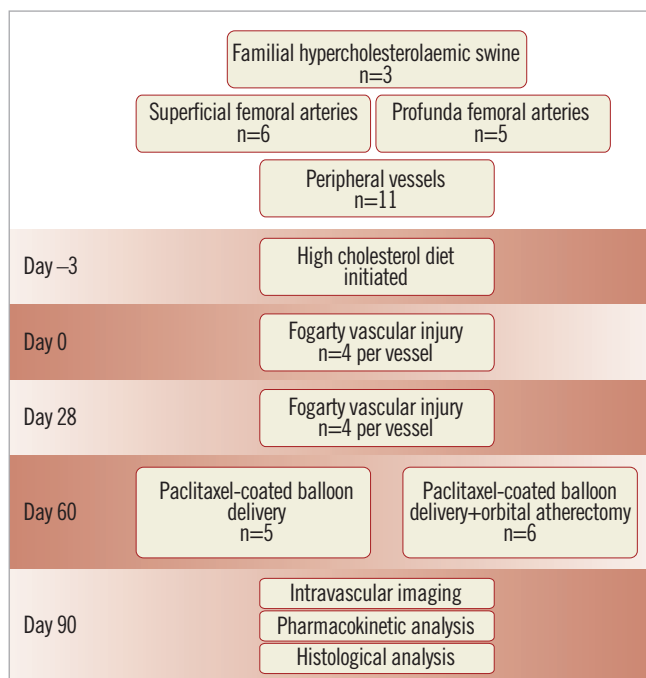 Familial hypercholesterolaemic swine
n=3
Superficial femoral arteries
n=6
Profunda femoral arteries
n=5
Peripheral vessels
n=11
Day –3
High cholesterol diet
initiated
Day 0
Fogarty vascular injury
n=4 per vessel
Day 28
Fogarty vascular injury
n=4 per vessel
Day 60
Paclitaxel-coated balloon
delivery
n=5
Paclitaxel-coated balloon
delivery+orbital atherectomy
n=6
Day 90
Intravascular imaging
Pharmacokinetic analysis
Histological analysis